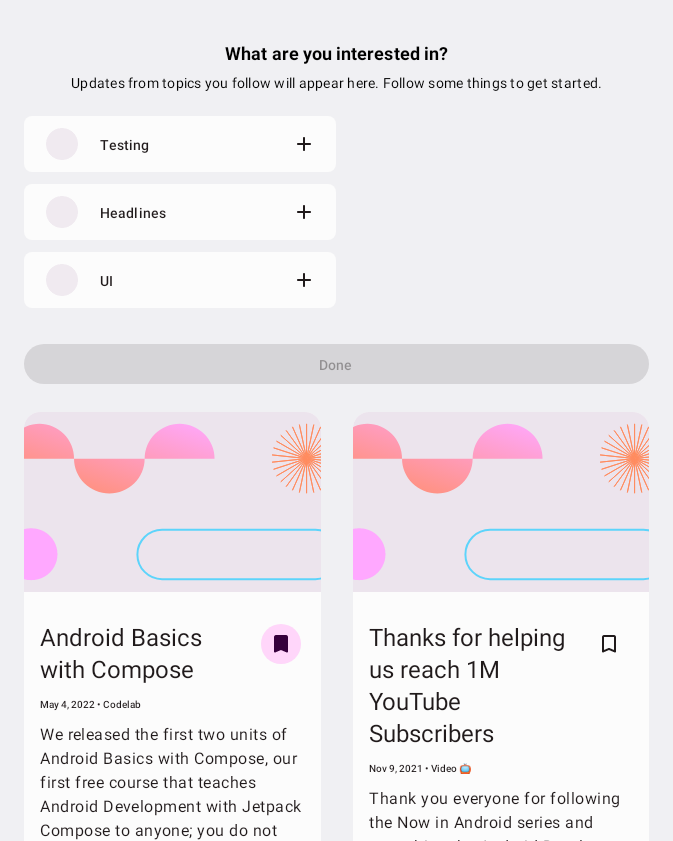 What are you interested in?
Updates from topics you follow will appear here. Follow some things to get started.
Testing
Headlines
UI
Done
Android Basics
with Compose
May 4, 2022 • Codelab
We released the first two units of
Android Basics with Compose, our
first free course that teaches
Android Development with Jetpack
Compose to anyone; you do not
Thanks for helping
us reach 1M
YouTube
Subscribers
Nov 9, 2021 • Video 📺
Thank you everyone for following
the Now in Android series and